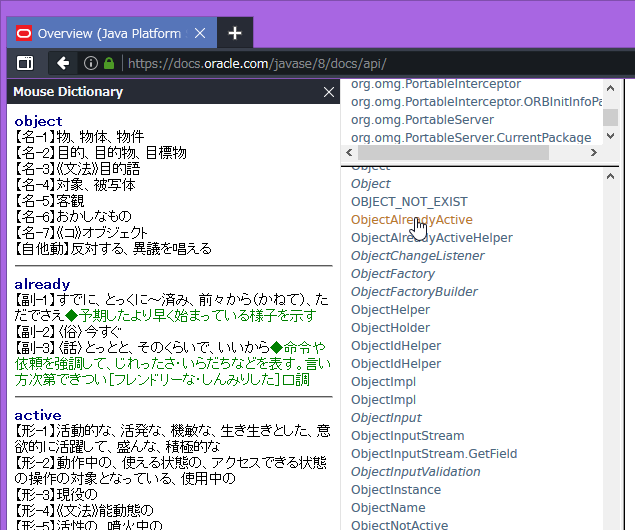 Overview (Java Platform
https://docs.oracle.com/javase/8/docs/api/
Mouse Dictionary
object
【名-1】物、物体、物件
【名-2】目的、目的物、目標物
【名-3】《文法》目的語
【名-4】対象、被写体
【名-5】客観
【名-6】おかしなもの
【名-7】《コ》オブジェクト
【自他動】反対する、異議を唱える
already
【副-1】すでに、とっくに～済み、前々から(かねて)、た
だでさえ◆予期したより早く始まっている様子を示す
【副-2】〈俗〉今すぐ
【副-3】〈話〉とっとと、そのくらいで、いいから◆命令や
依頼を強調して、じれったさ・いらだちなどを表す。言い
方次第できつい[フレンドリーな・しんみりした]口調
active
【形-1】活動的な、活発な、機敏な、生き生きとした、意
欲的に活躍して、盛んな、積極的な
【形-2】動作中の、使える状態の、アクセスできる状態
の操作の対象となっている、使用中の
【形-3】現役の
【形-4】《文法》能動態の
【形-5】活性の、噴火中の
org.omg.PortableInterceptor
org.omg.PortableInterceptor.ORBInitInfoPa
org.omg.PortableServer
org.omg.PortableServer.CurrentPackage
Object
Object
OBJECT_NOT_EXIST
ObjectAlreadyActive
ObjectAlreadyActiveHelper
ObjectChangeListener
ObjectFactory
ObjectFactoryBuilder
ObjectHelper
ObjectHolder
ObjectIdHelper
ObjectIdHelper
ObjectImpl
ObjectImpl
ObjectInput
ObjectInputStream
ObjectInputStream.GetField
ObjectInputValidation
ObjectInstance
ObjectName
ObjectNotActive